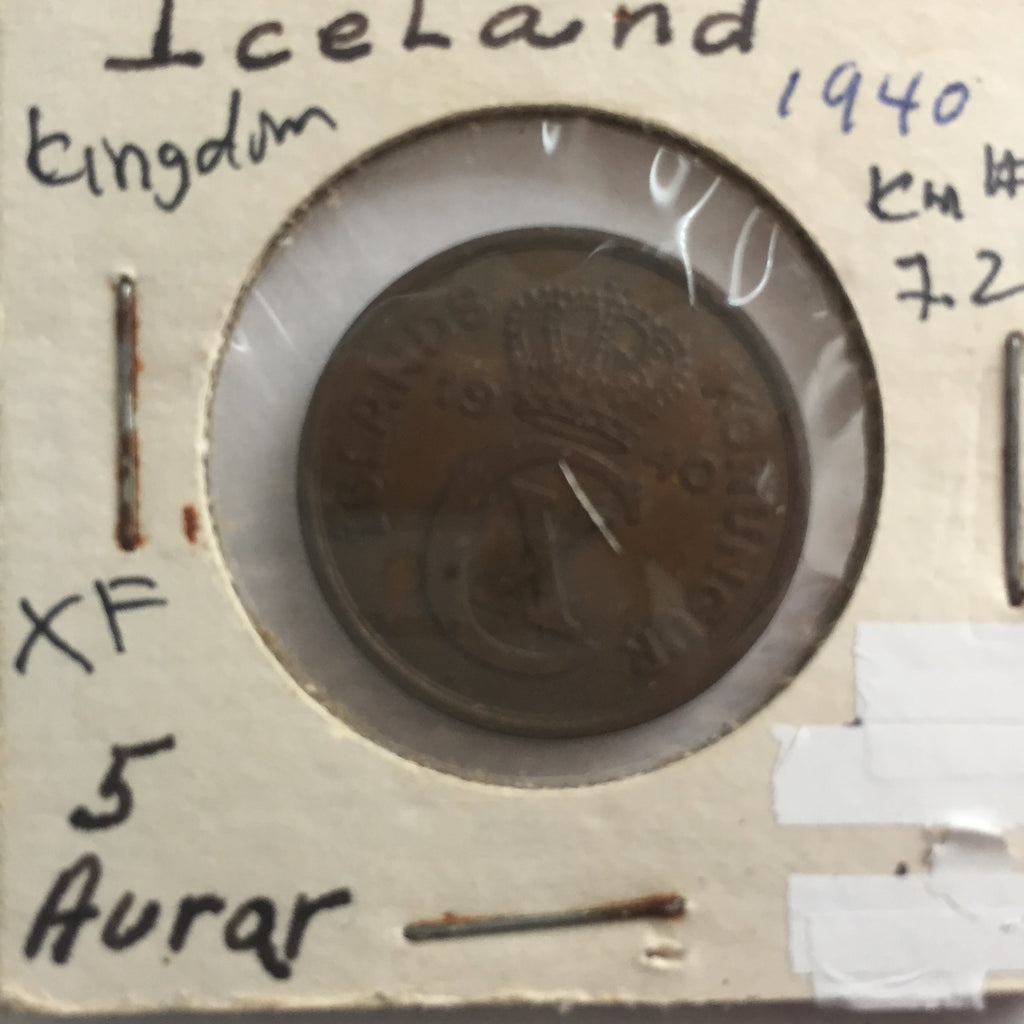 Iceland
Kingdom
1940
Km #
7.2
XF
5
Aurar
ISLANDS
19
40
KONUNGUR